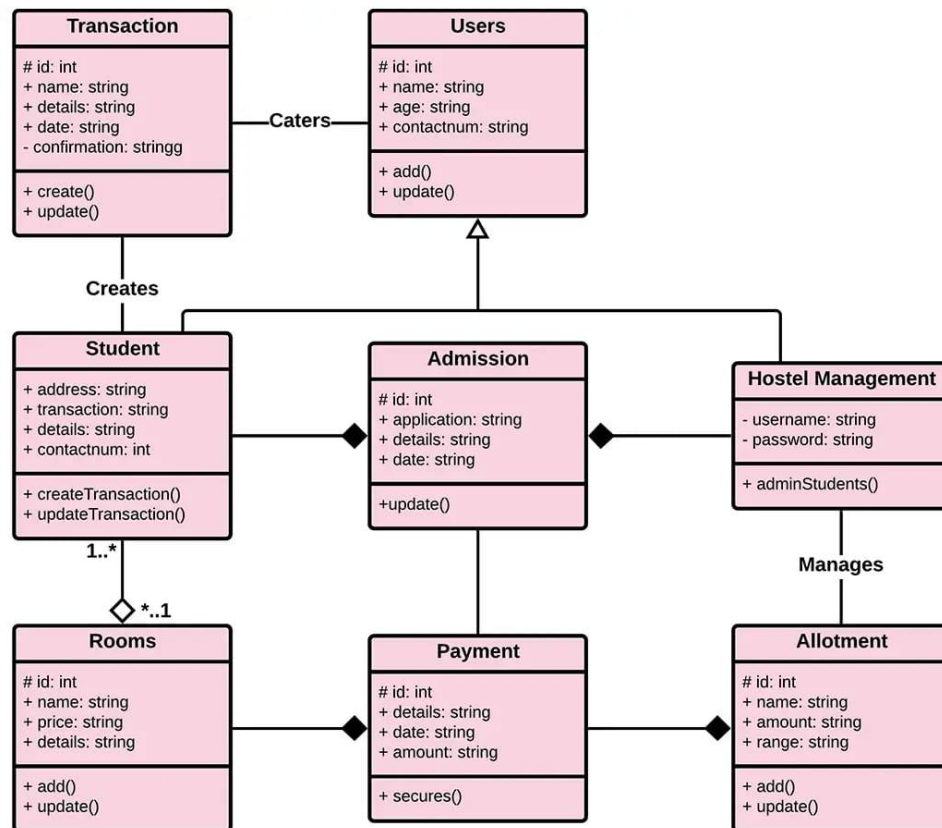 Transaction
# id: int
+ name: string
+ details: string
+ date: string
- confirmation: stringg
+ create()
+ update()
Caters
Users
# id: int
+ name: string
+ age: string
+ contactnum: string
+ add()
+ update()
Creates
Student
+ address: string
+ transaction: string
+ details: string
+ contactnum: int
+ createTransaction()
+ updateTransaction()
Admission
# id: int
+ application: string
+ details: string
+ date: string
+update()
Hostel Management
- username: string
- password: string
+ adminStudents()
1..*
*..1
Manages
Rooms
# id: int
+ name: string
+ price: string
+ details: string
+ add()
+ update()
Payment
# id: int
+ details: string
+ date: string
+ amount: string
+ secures()
Allotment
# id: int
+ name: string
+ amount: string
+ range: string
+ add()
+ update()